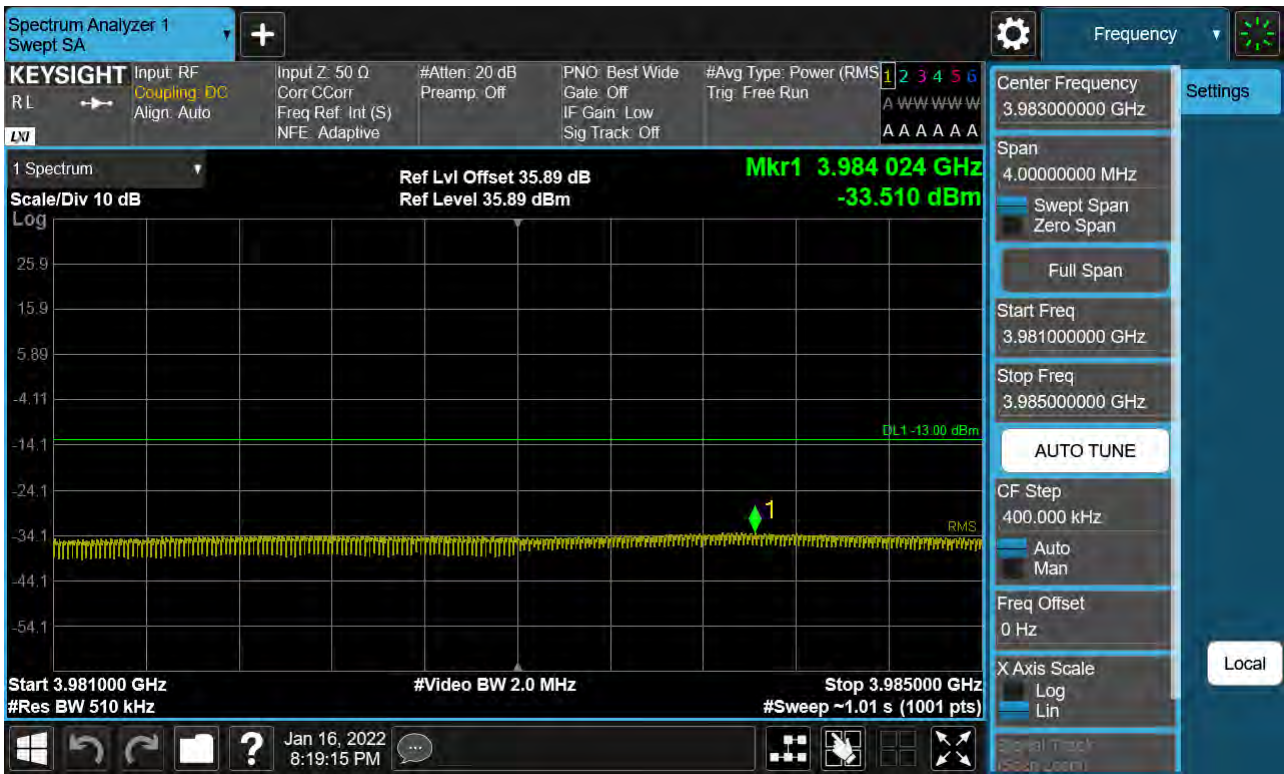 Spectrum Analyzer 1
Swept SA
Frequency
KEYSIGHT
RL
LXI
Input: RF
Coupling: DC
Align: Auto
Input Z: 50 Ω
Corr CCorr
Freq Ref: Int (S)
NFE: Adaptive
#Atten: 20 dB
Preamp: Off
PNO: Best Wide
Gate: Off
IF Gain: Low
Sig Track: Off
#Avg Type: Power (RMS
Trig: Free Run
1 2 3 4 5 6
A W W W W W
A A A A A A
1 Spectrum
Scale/Div 10 dB
Log
Ref Lvl Offset 35.89 dB
Ref Level 35.89 dBm
Mkr1 3.984 024 GHz
-33.510 dBm
25.9
15.9
5.89
-4.11
DL1 -13.00 dBm
-14.1
-24.1
1
RMS
-34.1
-44.1
-54.1
Start 3.981000 GHz
#Res BW 510 kHz
#Video BW 2.0 MHz
Stop 3.985000 GHz
#Sweep ~1.01 s (1001 pts)
Center Frequency
3.983000000 GHz
Span
4.00000000 MHz
Swept Span
Zero Span
Full Span
Start Freq
3.981000000 GHz
Stop Freq
3.985000000 GHz
AUTO TUNE
CF Step
400.000 kHz
Auto
Man
Freq Offset
0 Hz
X Axis Scale
Log
Lin
Signal Track
(Span Zoom)
Settings
Local
?
Jan 16, 2022
8:19:15 PM